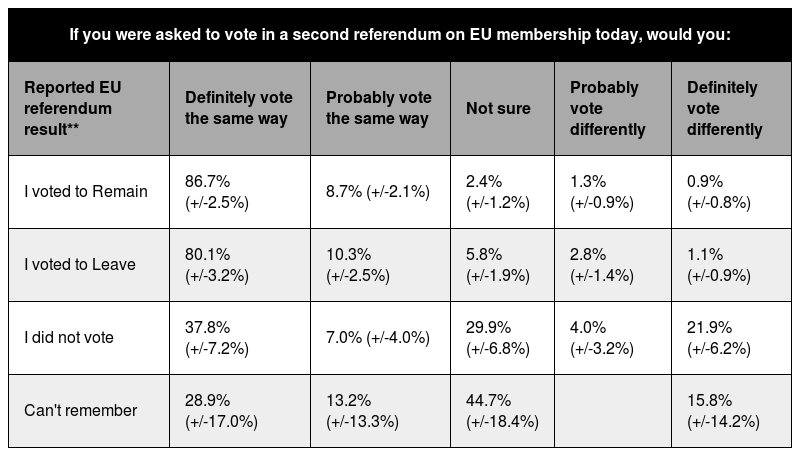 If you were asked to vote in a second referendum on EU membership today, would you:
Reported EU
referendum
result**
Definitely vote
the same way
Probably vote
the same way
Not sure
Probably
vote
differently
Definitely
vote
differently
I voted to Remain
86.7%
(+/-2.5%)
8.7% (+/-2.1%)
2.4%
(+/-1.2%)
1.3%
(+/-0.9%)
0.9%
(+/-0.8%)
I voted to Leave
80.1%
(+/-3.2%)
10.3%
(+/-2.5%)
5.8%
(+/-1.9%)
2.8%
(+/-1.4%)
1.1%
(+/-0.9%)
I did not vote
37.8%
(+/-7.2%)
7.0% (+/-4.0%)
29.9%
(+/-6.8%)
4.0%
(+/-3.2%)
21.9%
(+/-6.2%)
Can't remember
28.9%
(+/-17.0%)
13.2%
(+/-13.3%)
44.7%
(+/-18.4%)
15.8%
(+/-14.2%)